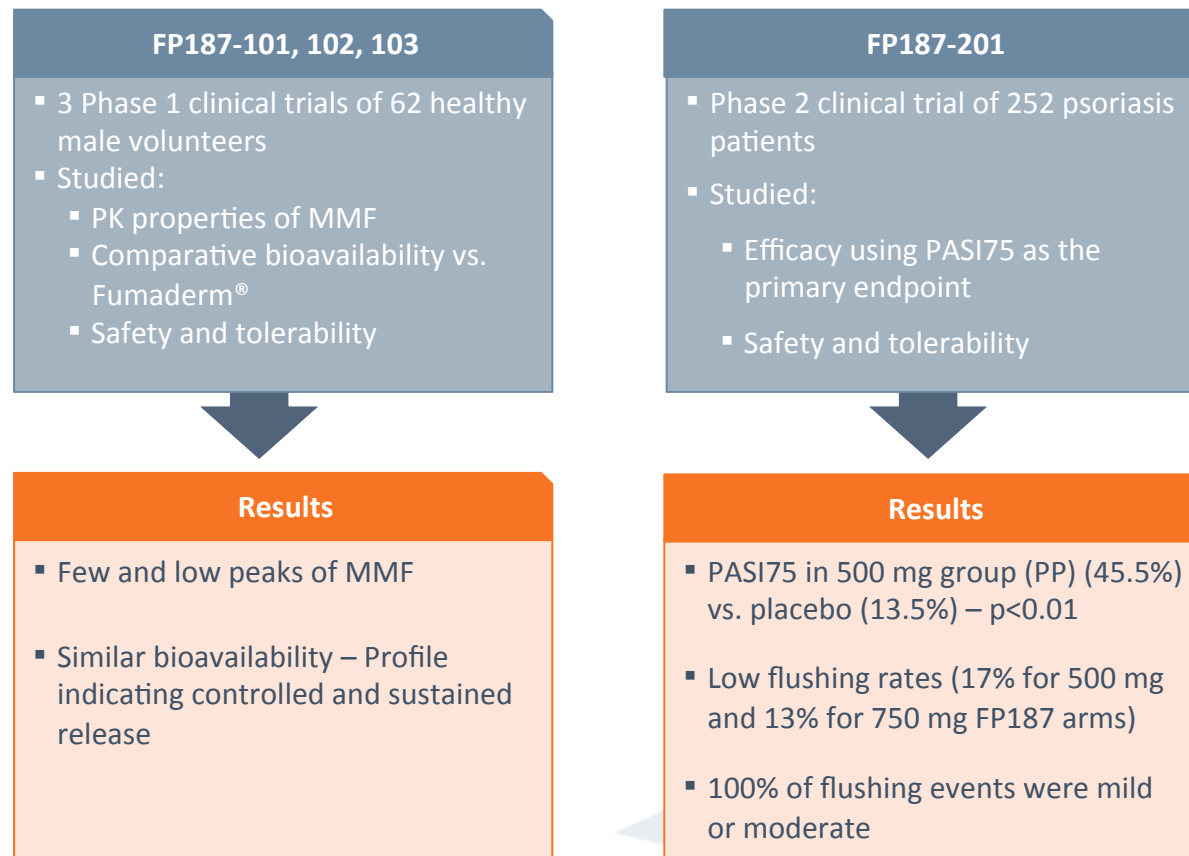 FP187-101, 102, 103
▪ 3 Phase 1 clinical trials of 62 healthy
male volunteers
▪ Studied:
▪ PK properties of MMF
▪ Comparative bioavailability vs.
Fumaderm®
▪ Safety and tolerability
Results
▪ Few and low peaks of MMF
▪ Similar bioavailability – Profile
indicating controlled and sustained
release
FP187-201
▪ Phase 2 clinical trial of 252 psoriasis
patients
▪ Studied:
▪ Efficacy using PASI75 as the
primary endpoint
▪ Safety and tolerability
Results
▪ PASI75 in 500 mg group (PP) (45.5%)
vs. placebo (13.5%) – p<0.01
▪ Low flushing rates (17% for 500 mg
and 13% for 750 mg FP187 arms)
▪ 100% of flushing events were mild
or moderate